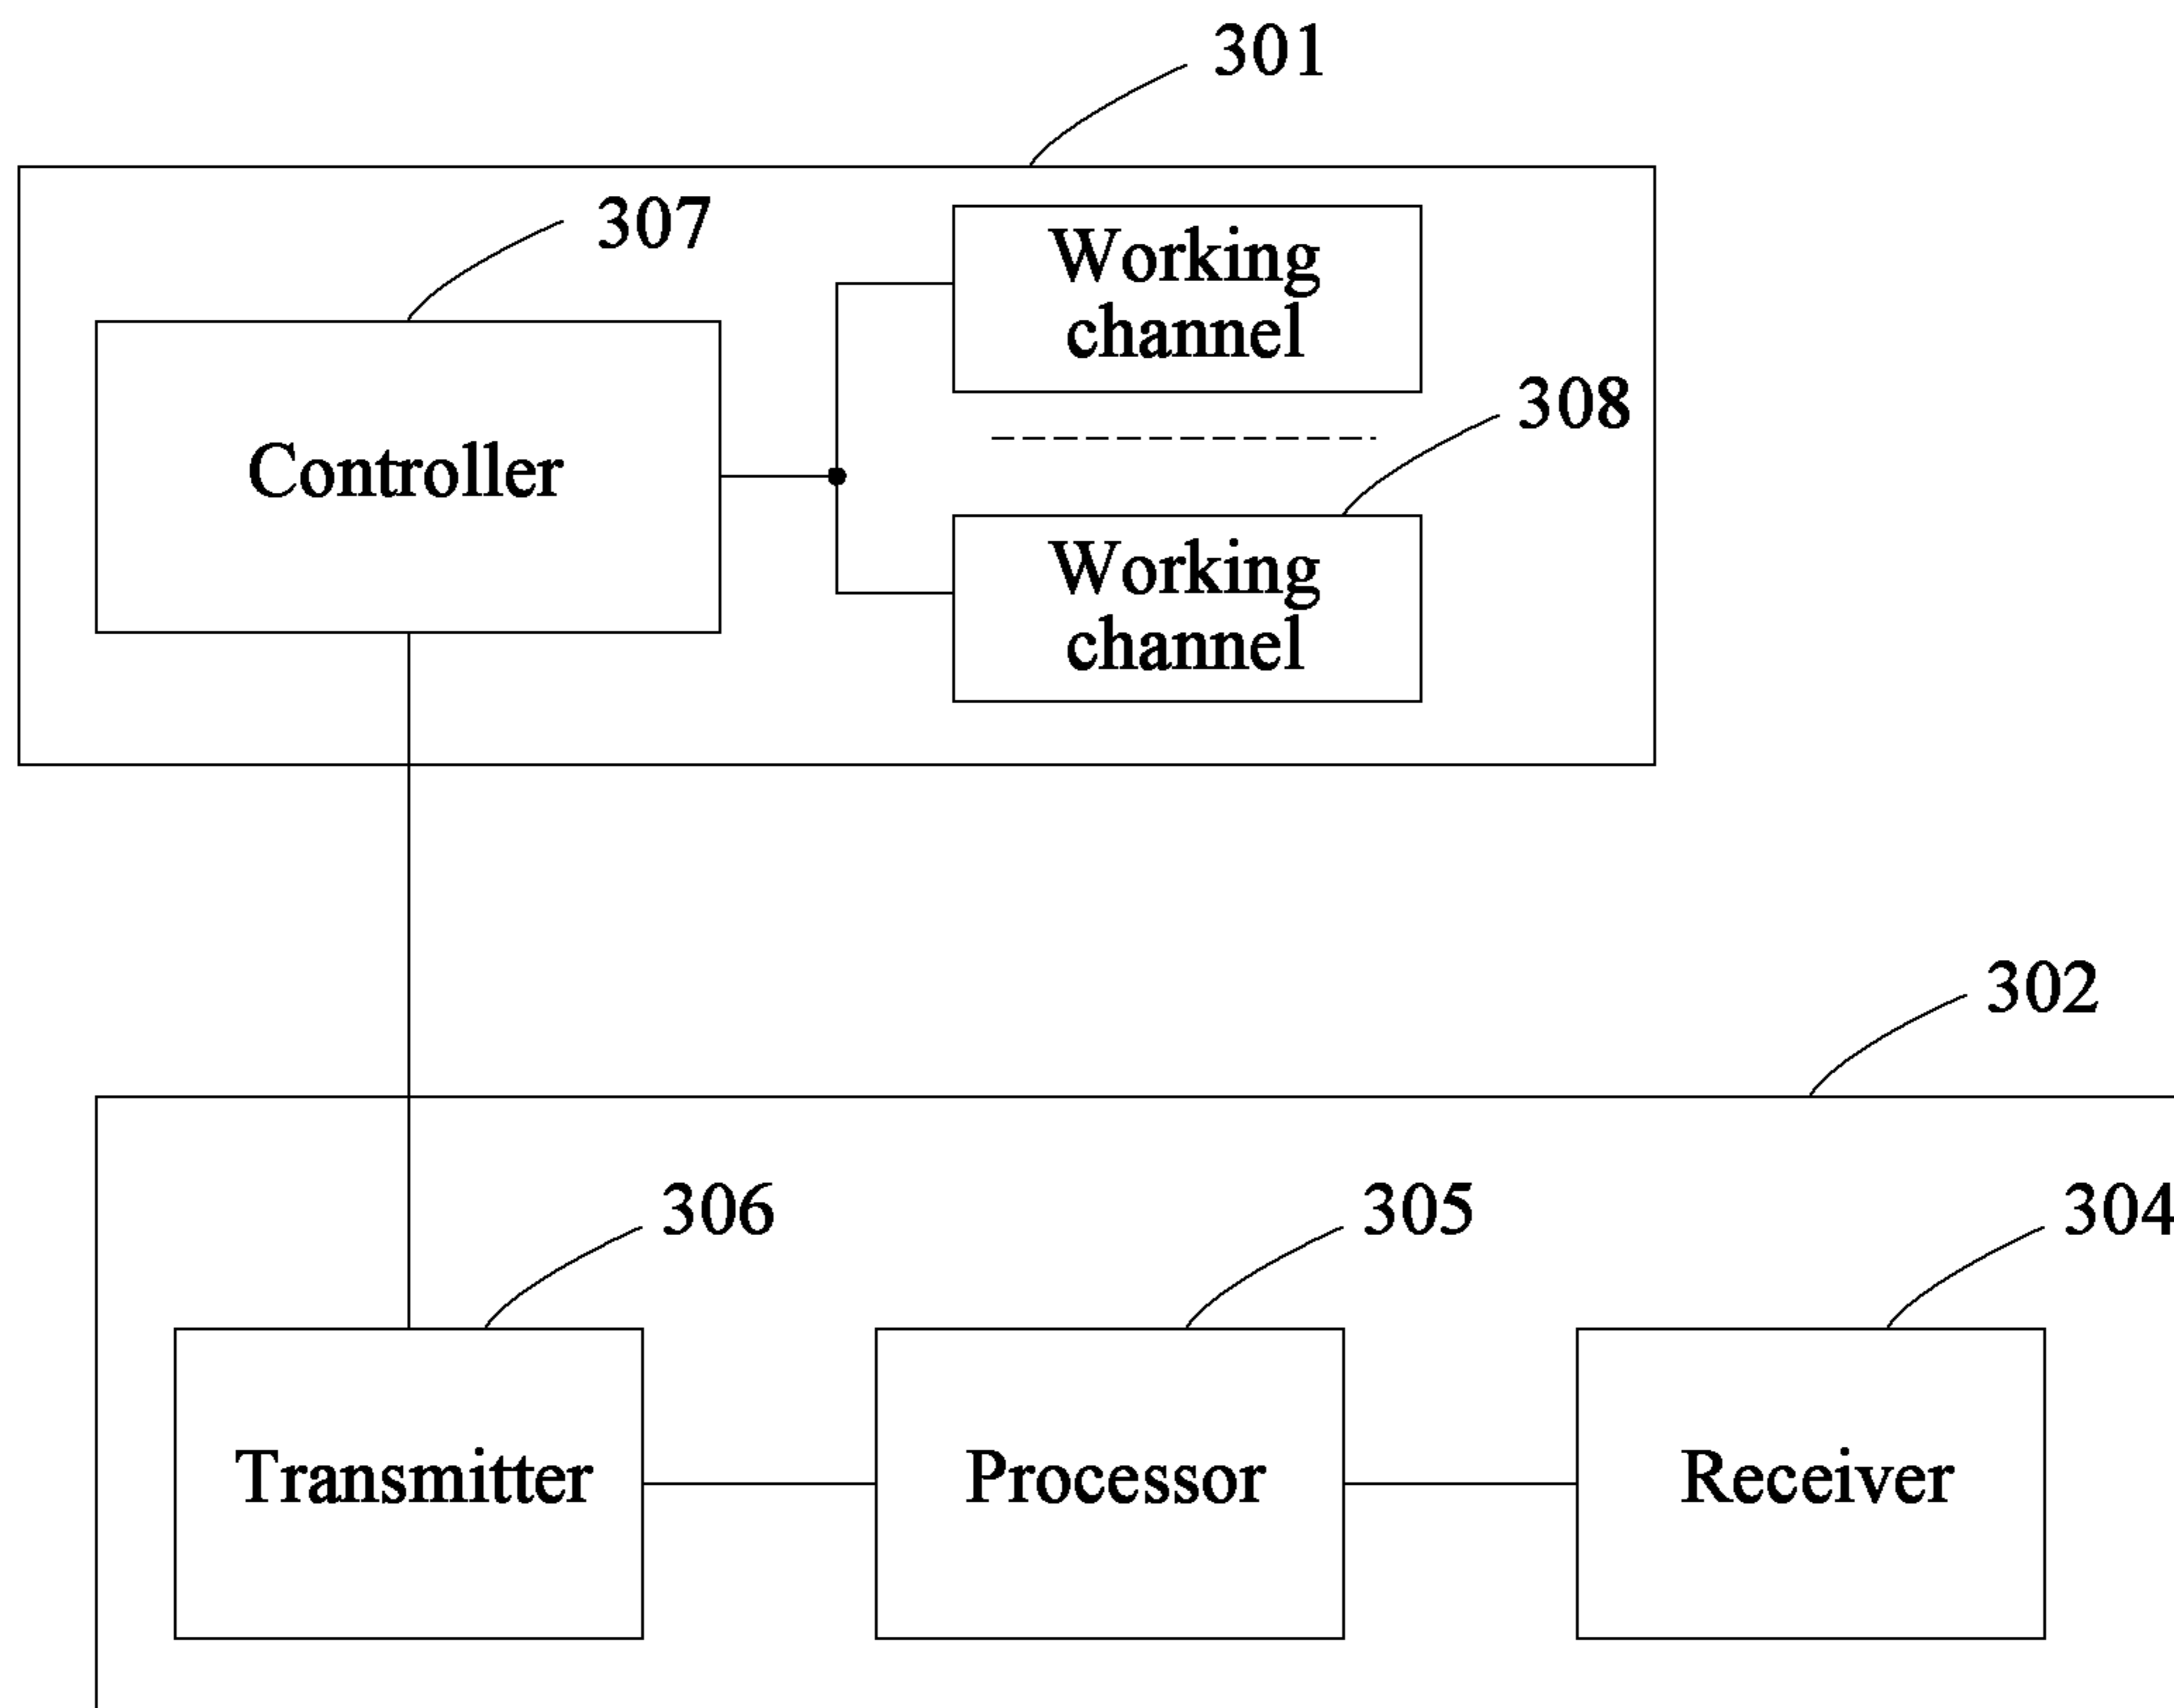 301
307
Working
channel
308
Controller
Working
channel
302
306
305
304
Transmitter
Processor
Receiver